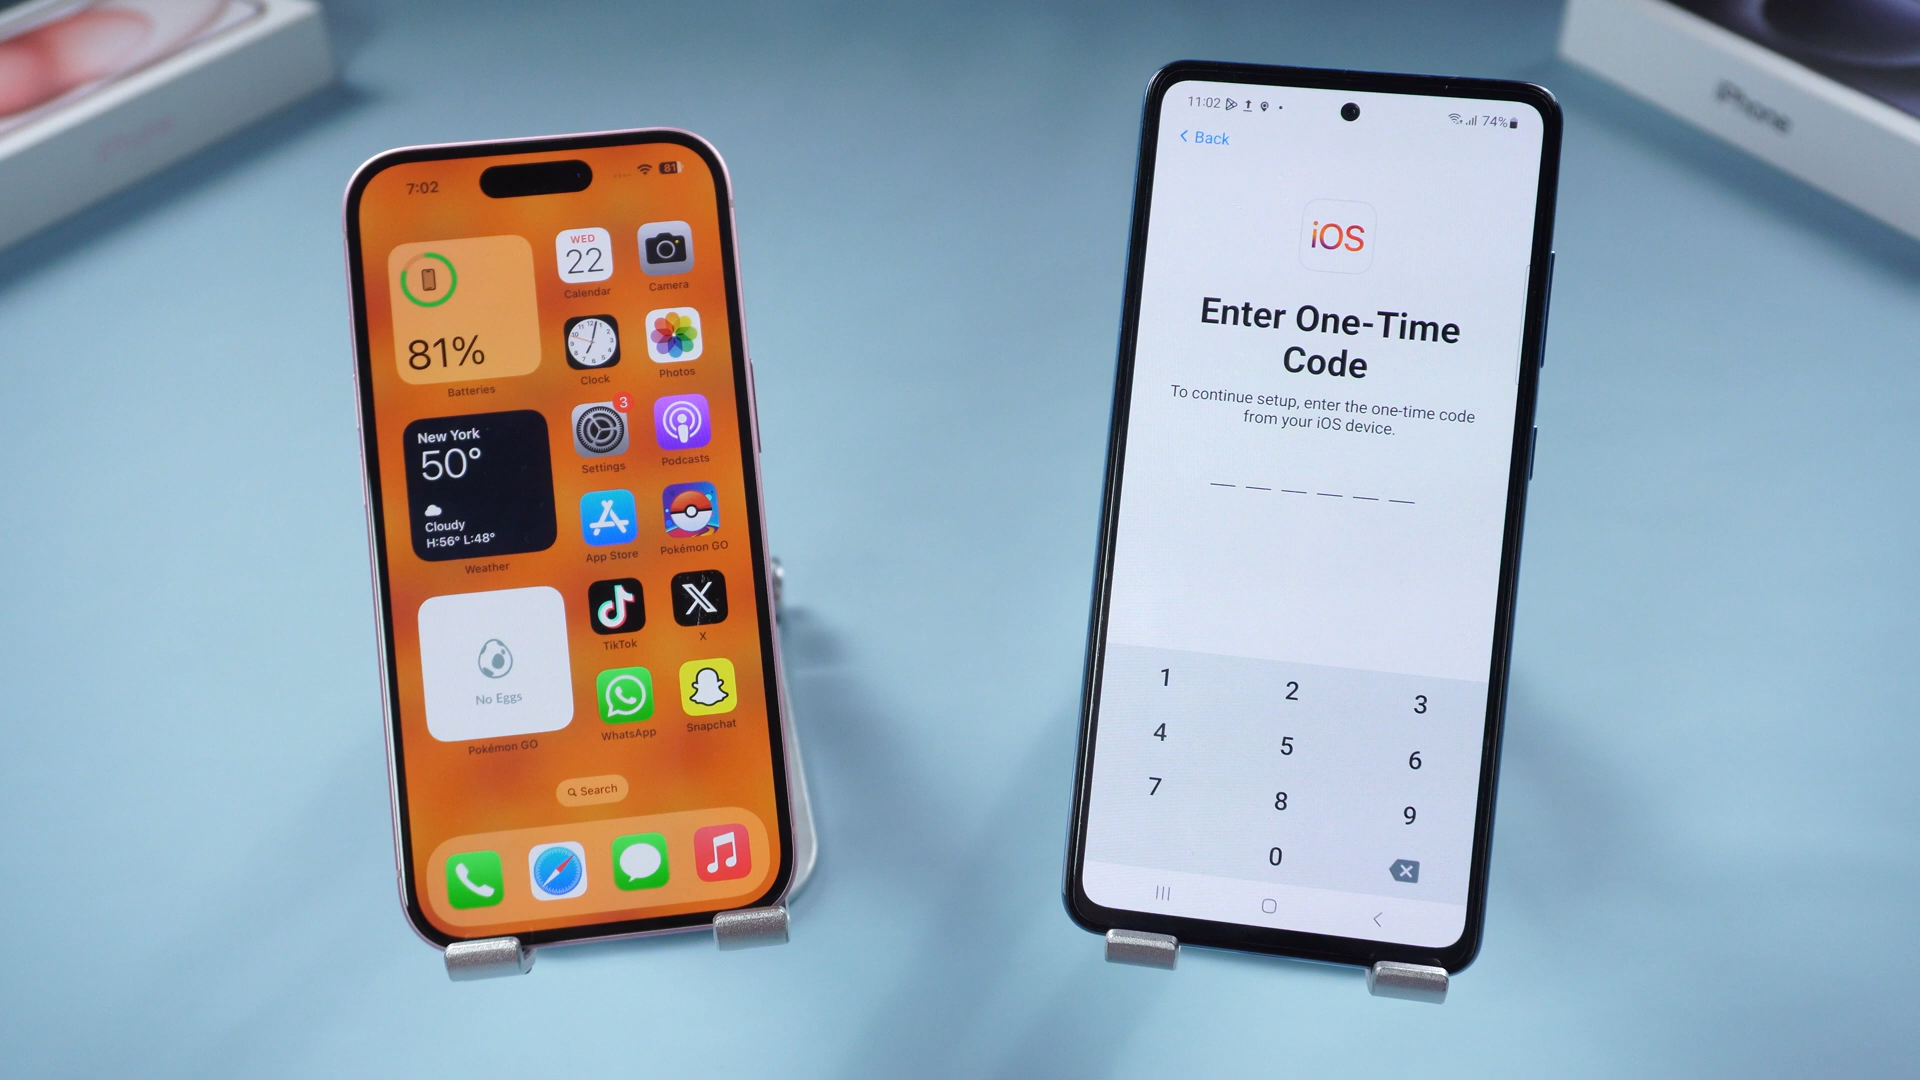 7:02
81
81%
Batteries
WED
22
Calendar
Camera
Clock
Photos
New York
50°
Cloudy
H:56° L:48°
Weather
3
Settings
Podcasts
App Store
Pokémon GO
No Eggs
Pokémon GO
TikTok
X
WhatsApp
Snapchat
Search
11:02
74%
Back
iOS
Enter One-Time
Code
To continue setup, enter the one-time code
from your iOS device.
1 2 3
4 5 6
7 8 9
0
iPhone
iPhone